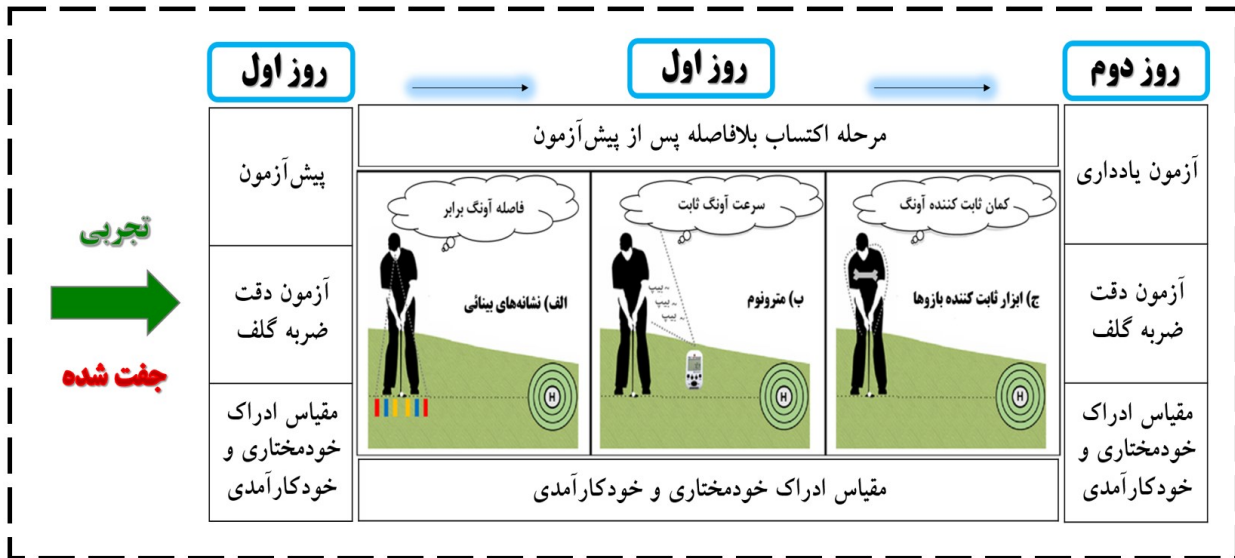 روز اول
روز اول
روز دوم
تجربی
جفت شده
پیش‌آزمون
آزمون دقت
ضربه گلف
مقیاس ادراک
خودمختاری و
خودکارآمدی
مرحله اکتساب بلافاصله پس از پیش‌آزمون
فاصله آونگ برابر
الف) نشانه‌های بینائی
H
سرعت آونگ ثابت
بیپ
بیپ
بیپ
ب) مترونوم
H
کمان ثابت کننده آونگ
ج) ابزار ثابت کننده بازوها
H
مقیاس ادراک خودمختاری و خودکارآمدی
آزمون یادداری
آزمون دقت
ضربه گلف
مقیاس ادراک
خودمختاری و
خودکارآمدی